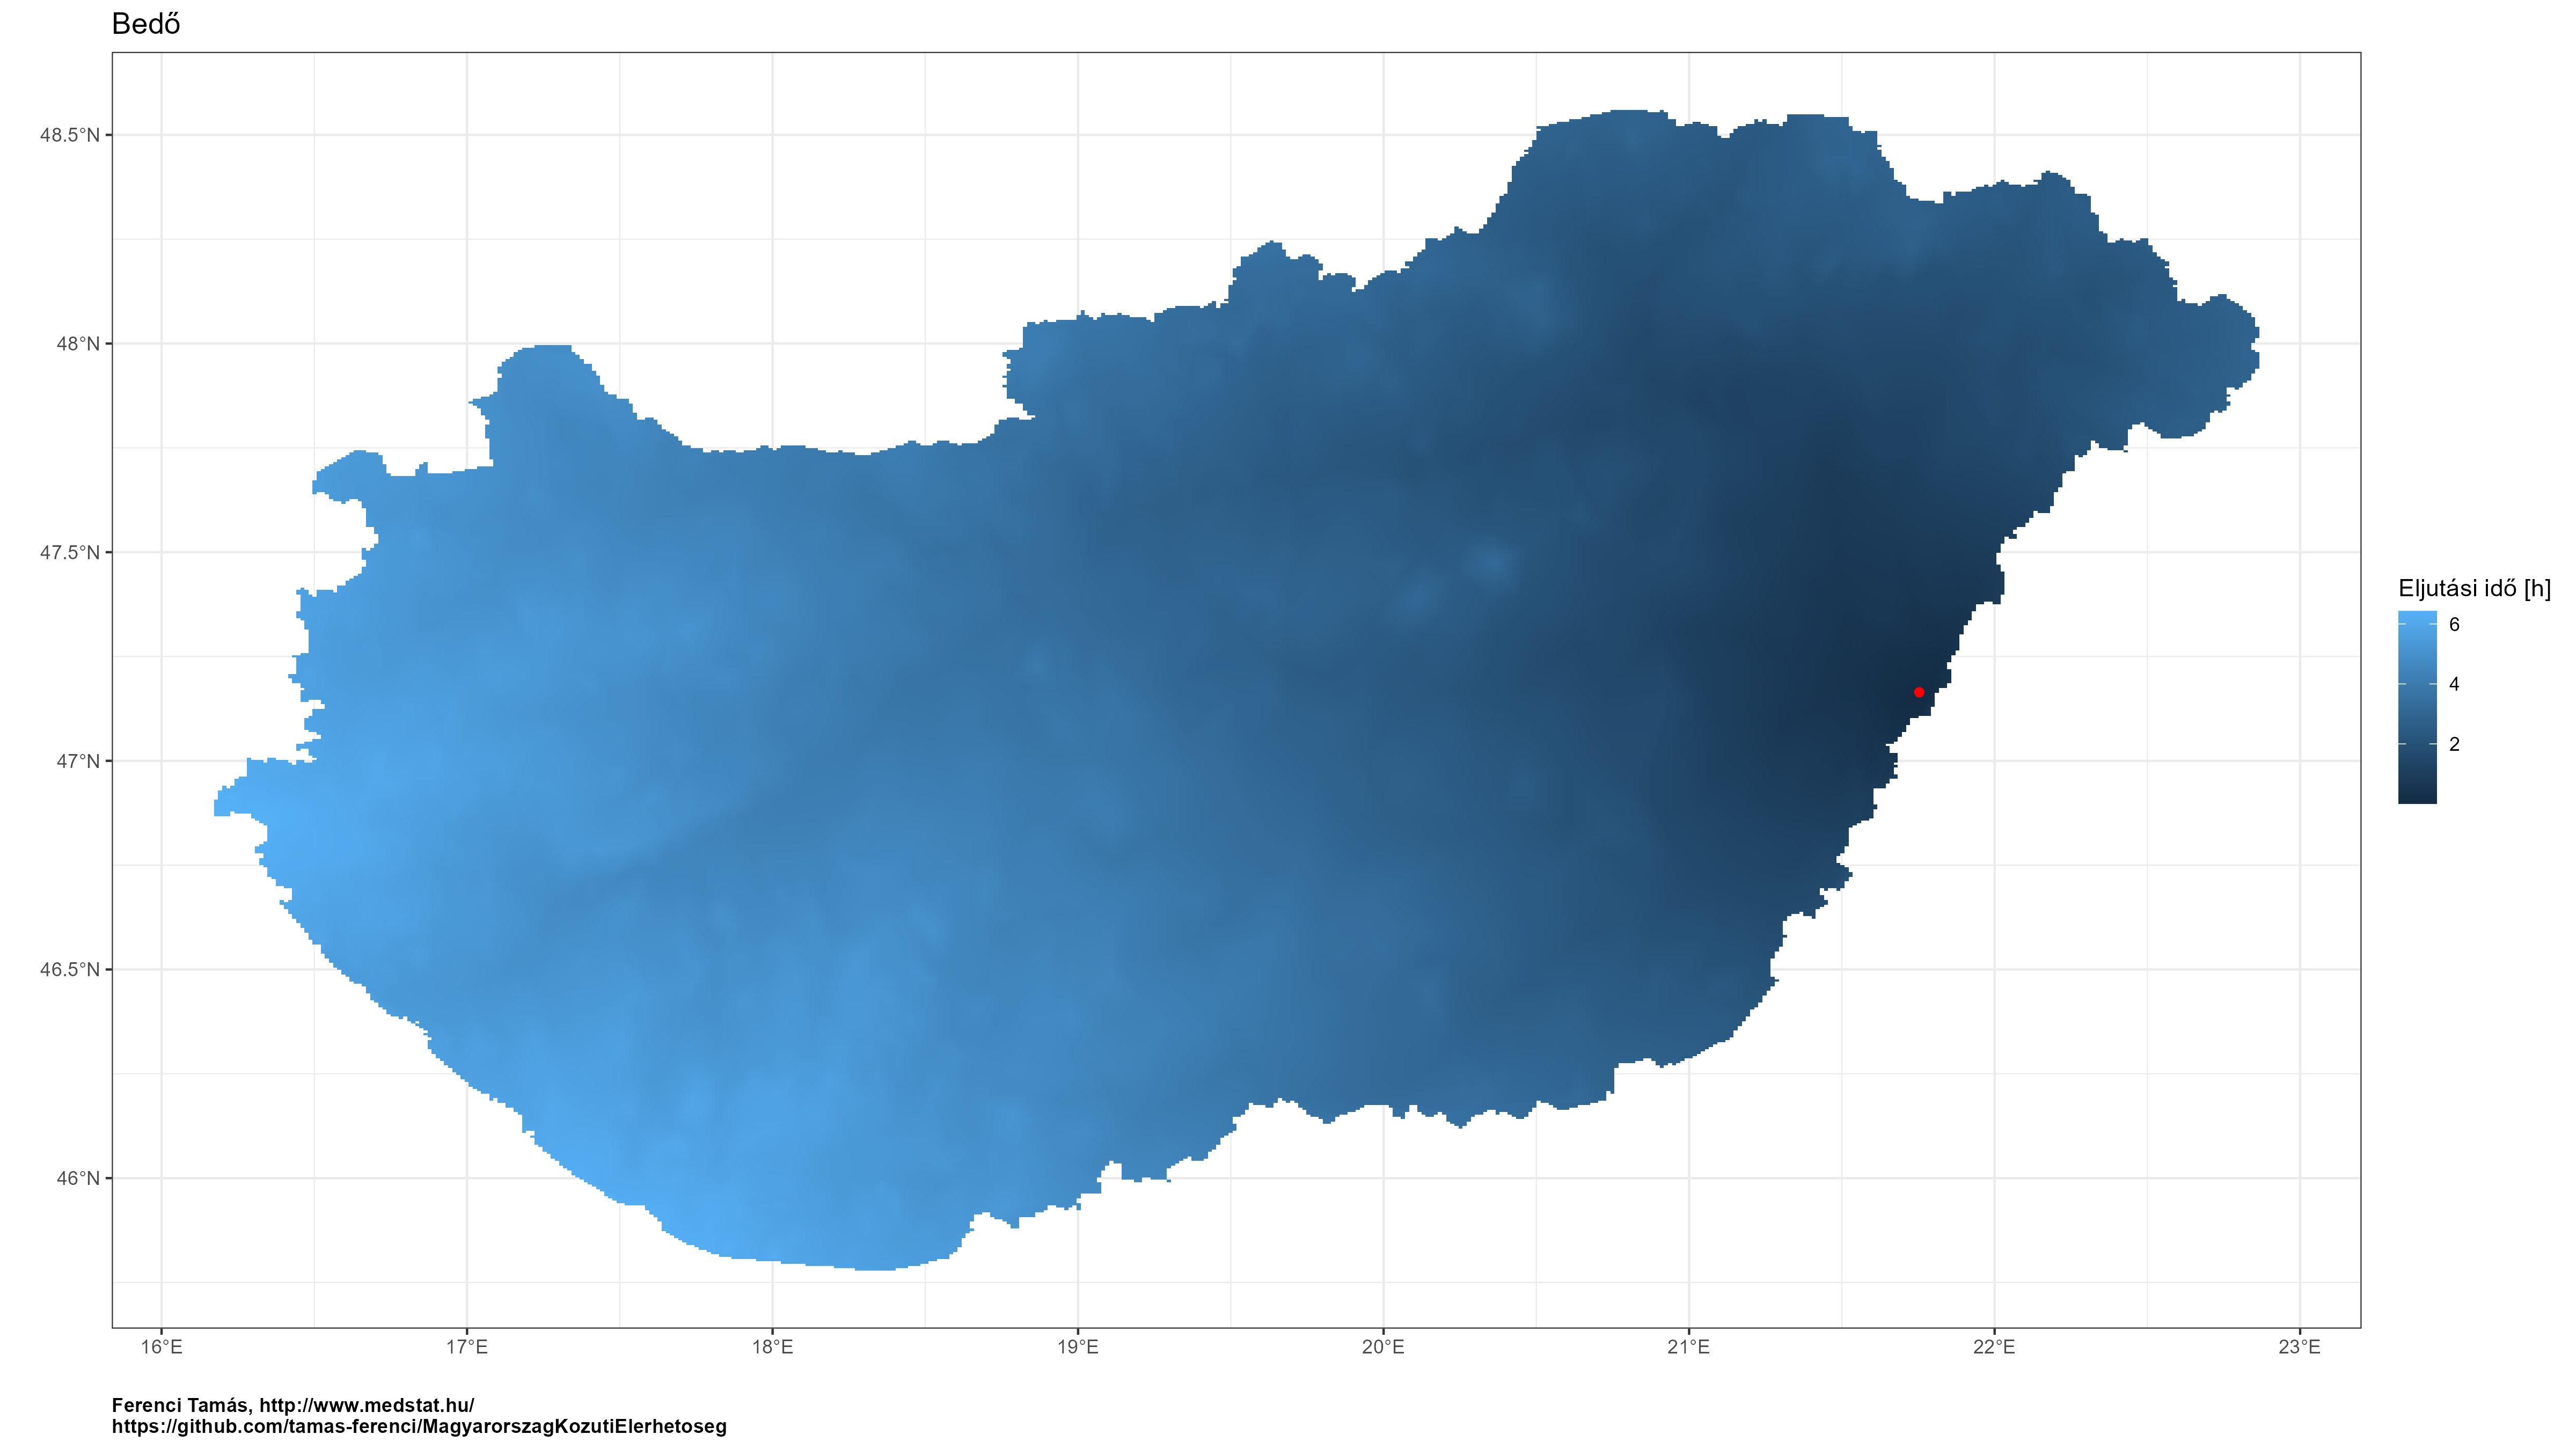 Bedő
48.5°N
48°N
47.5°N
47°N
46.5°N
46°N
16°E 17°E 18°E 19°E 20°E 21°E 22°E 23°E
Eljutási idő [h]
6
4
2
Ferenci Tamás, http://www.medstat.hu/
https://github.com/tamas-ferenci/MagyarorszagKozutiElerhetoseg